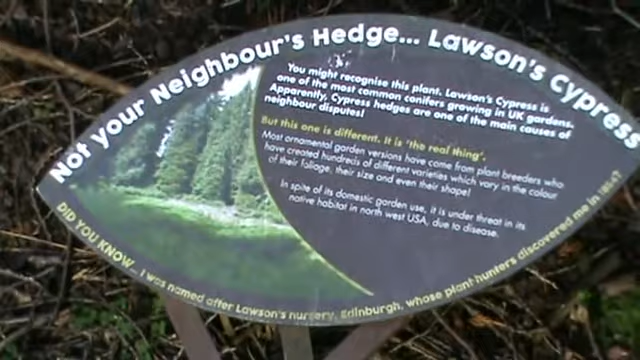 Not your Neighbour's Hedge... Lawson's Cypress
You might recognise this plant. Lawson's Cypress is
one of the most common conifers growing in UK gardens.
Apparently, Cypress hedges are one of the main causes of
neighbour disputes!
But this one is different. It is 'the real thing'.
Most ornamental garden versions have come from plant breeders who
have created hundreds of different varieties which vary in the colour
of their foliage, their size and even their shape!
In spite of its domestic garden use, it is under threat in its
native habitat in north west USA, due to disease.
DID YOU KNOW... I was named after Lawson's nursery, Edinburgh, whose plant-hunters discovered me in